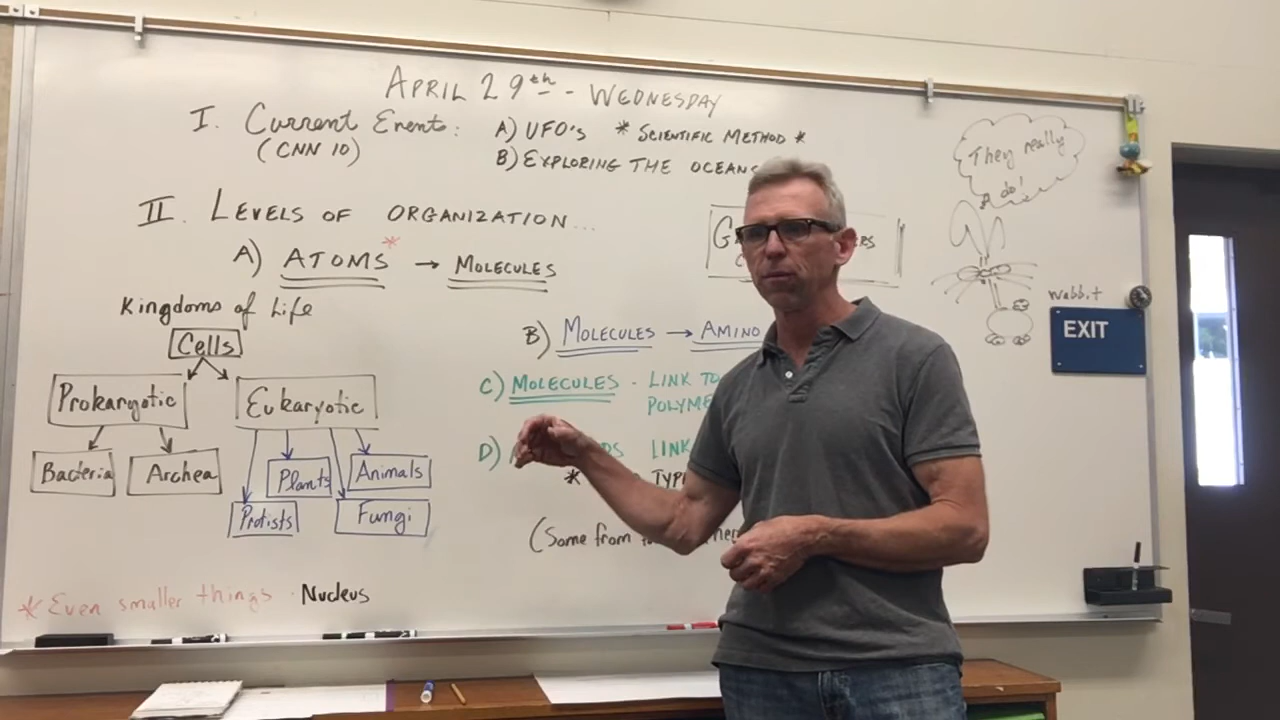 APRIL 29th - WEDNESDAY
I. Current Events: A) UFO's * SCIENTIFIC METHOD *
(CNN 10) B) EXPLORING THE OCEANS
They really do!
II. LEVELS OF ORGANIZATION...
A) ATOMS* → MOLECULES
Kingdoms of Life
Cells
Prokaryotic Eukaryotic
Bacteria Archea Plants Animals
Protists Fungi
B) MOLECULES → AMINO
C) MOLECULES - LINK TO
POLYME
D) LINK
* TYP
(Some from
wabbit
EXIT
* Even smaller things · Nucleus